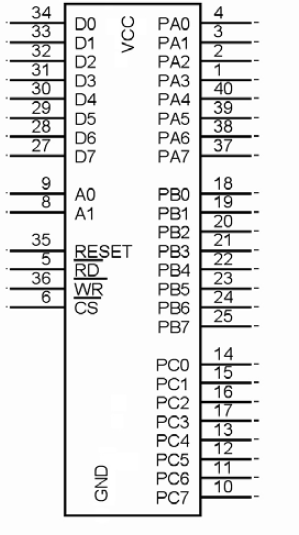 34 D0 VCC PA0 4
33 D1 PA1 3
32 D2 PA2 2
31 D3 PA3 1
30 D4 PA4 40
29 D5 PA5 39
28 D6 PA6 38
27 D7 PA7 37
9 A0 PB0 18
8 A1 PB1 19
PB2 20
35 RESET PB3 21
5 RD PB4 22
36 WR PB5 23
6 CS PB6 24
PB7 25
PC0 14
PC1 15
PC2 16
PC3 17
PC4 13
PC5 12
GND PC6 11
PC7 10